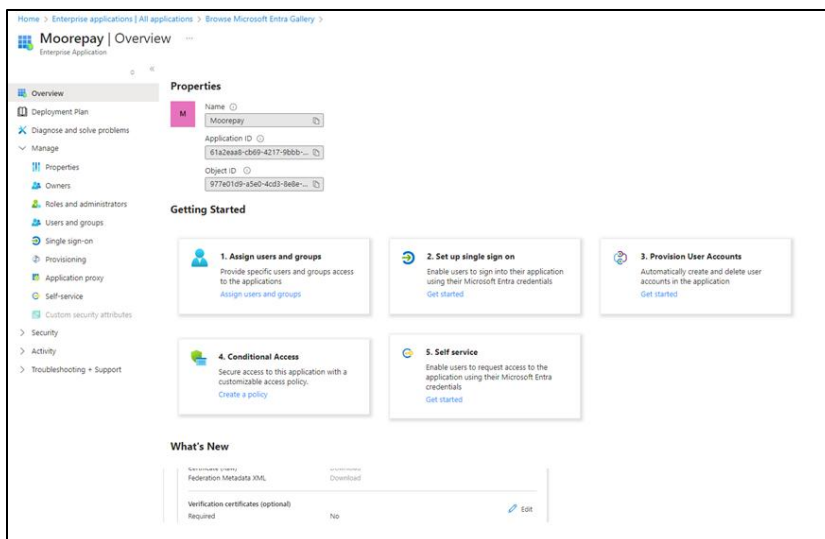 Home > Enterprise applications | All applications > Browse Microsoft Entra Gallery >
Moorepay | Overview ...
Enterprise Application
Overview
Deployment Plan
Diagnose and solve problems
Manage
Properties
Owners
Roles and administrators
Users and groups
Single sign-on
Provisioning
Application proxy
Self-service
Custom security attributes
Security
Activity
Troubleshooting + Support
Properties
M
Name
Moorepay
Application ID
61a2eaa8-cb69-4217-9bbb-...
Object ID
977e01d9-a5e0-4cd3-8e8e-...
Getting Started
1. Assign users and groups
Provide specific users and groups access
to the applications
Assign users and groups
2. Set up single sign on
Enable users to sign into their application
using their Microsoft Entra credentials
Get started
3. Provision User Accounts
Automatically create and delete user
accounts in the application
Get started
4. Conditional Access
Secure access to this application with a
customizable access policy.
Create a policy
5. Self service
Enable users to request access to the
application using their Microsoft Entra
credentials
Get started
What's New
Federation Metadata XML Download
Verification certificates (optional)
Edit
Required No